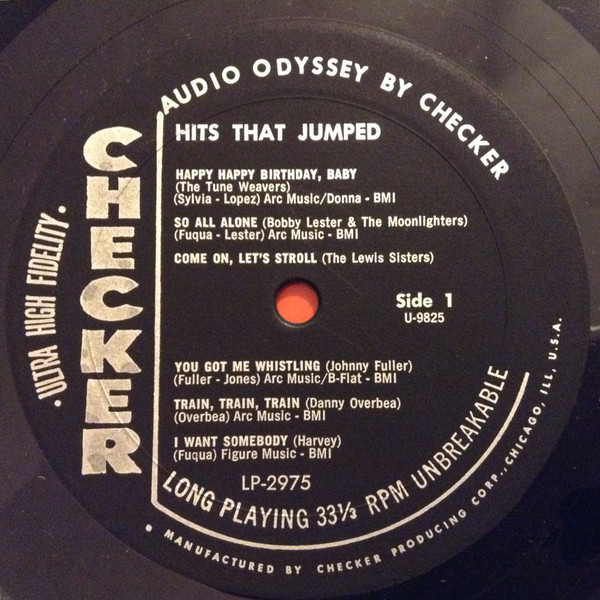 AUDIO ODYSSEY BY CHECKER
HITS THAT JUMPED
CHECKER
• ULTRA HIGH FIDELITY •
HAPPY HAPPY BIRTHDAY, BABY
(The Tune Weavers)
(Sylvia - Lopez) Arc Music/Donna - BMI
SO ALL ALONE (Bobby Lester & The Moonlighters)
(Fuqua - Lester) Arc Music - BMI
COME ON, LET'S STROLL (The Lewis Sisters)
Side 1
U-9825
YOU GOT ME WHISTLING (Johnny Fuller)
(Fuller - Jones) Arc Music/B-Flat - BMI
TRAIN, TRAIN, TRAIN (Danny Overbea)
(Overbea) Arc Music - BMI
I WANT SOMEBODY (Harvey)
(Fuqua) Figure Music - BMI
LP-2975
LONG PLAYING 33⅓ RPM UNBREAKABLE
• MANUFACTURED BY CHECKER PRODUCING CORP., CHICAGO, ILL, U.S.A.